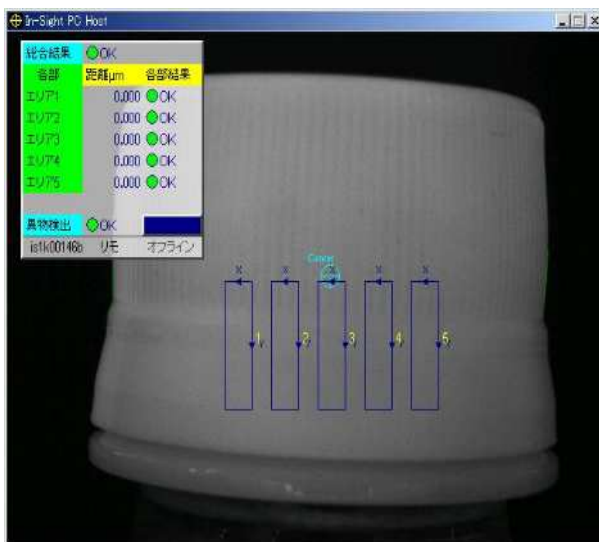 In-Sight PC Host
総合結果 OK
各部 距離μm 各部結果
エリア1 0.000 OK
エリア2 0.000 OK
エリア3 0.000 OK
エリア4 0.000 OK
エリア5 0.000 OK
異物検出 OK
is1k00146b リモ オフライン
x x x x x
1 2 3 4 5